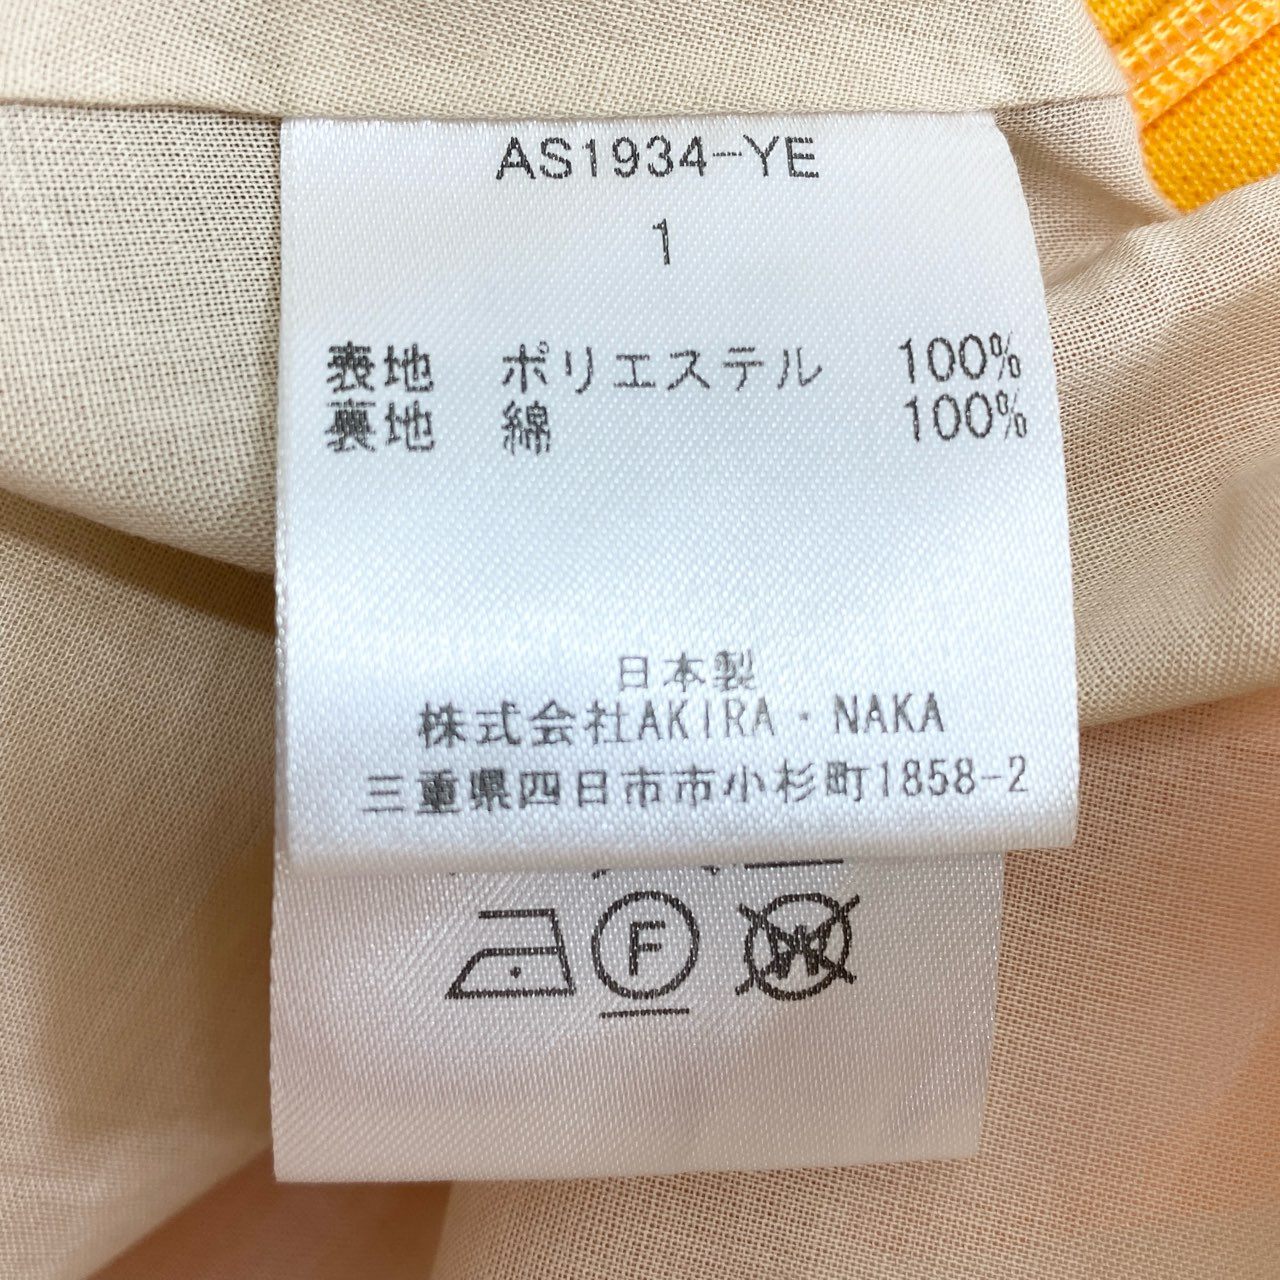 AS1934-YE
1
表地 ポリエステル 100%
裏地 綿 100%
日本製
株式会社AKIRA・NAKA
三重県四日市市小杉町1858-2
F
W